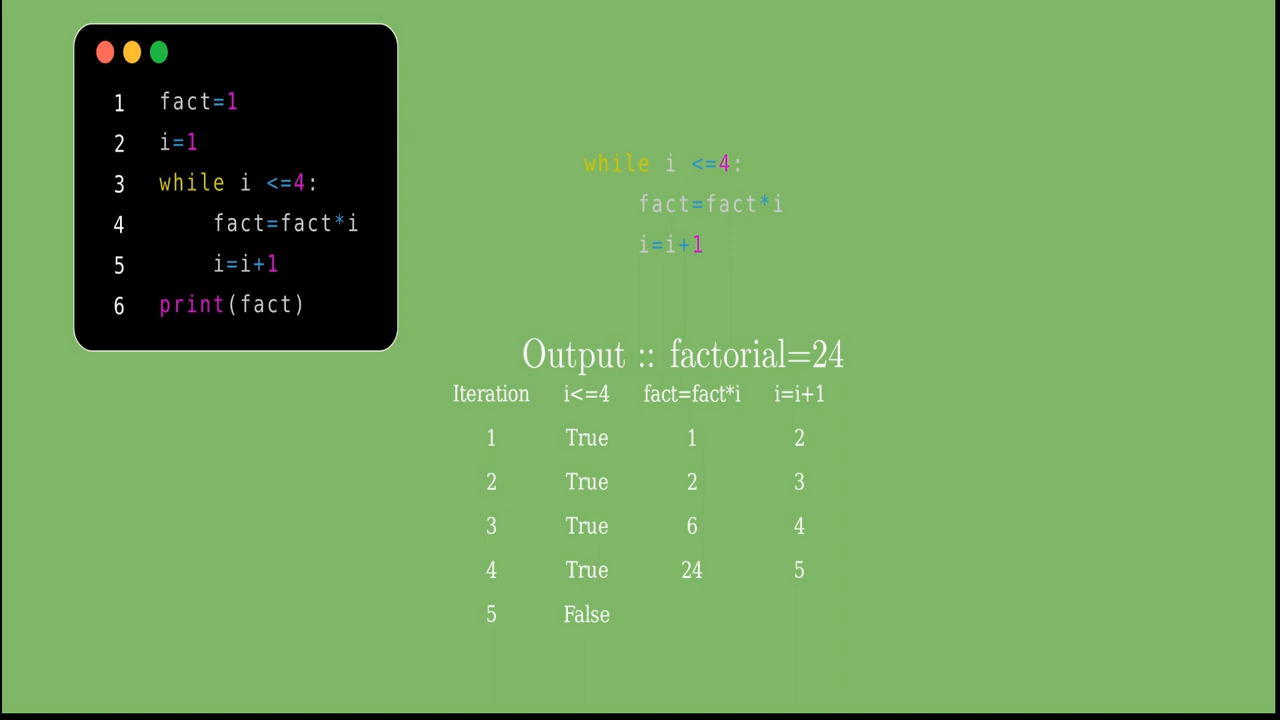 1 fact=1
2 i=1
3 while i <=4:
4 fact=fact*i
5 i=i+1
6 print(fact)
while i <=4:
fact=fact*i
i=i+1
Output :: factorial=24
Iteration i<=4 fact=fact*i i=i+1
1 True 1 2
2 True 2 3
3 True 6 4
4 True 24 5
5 False